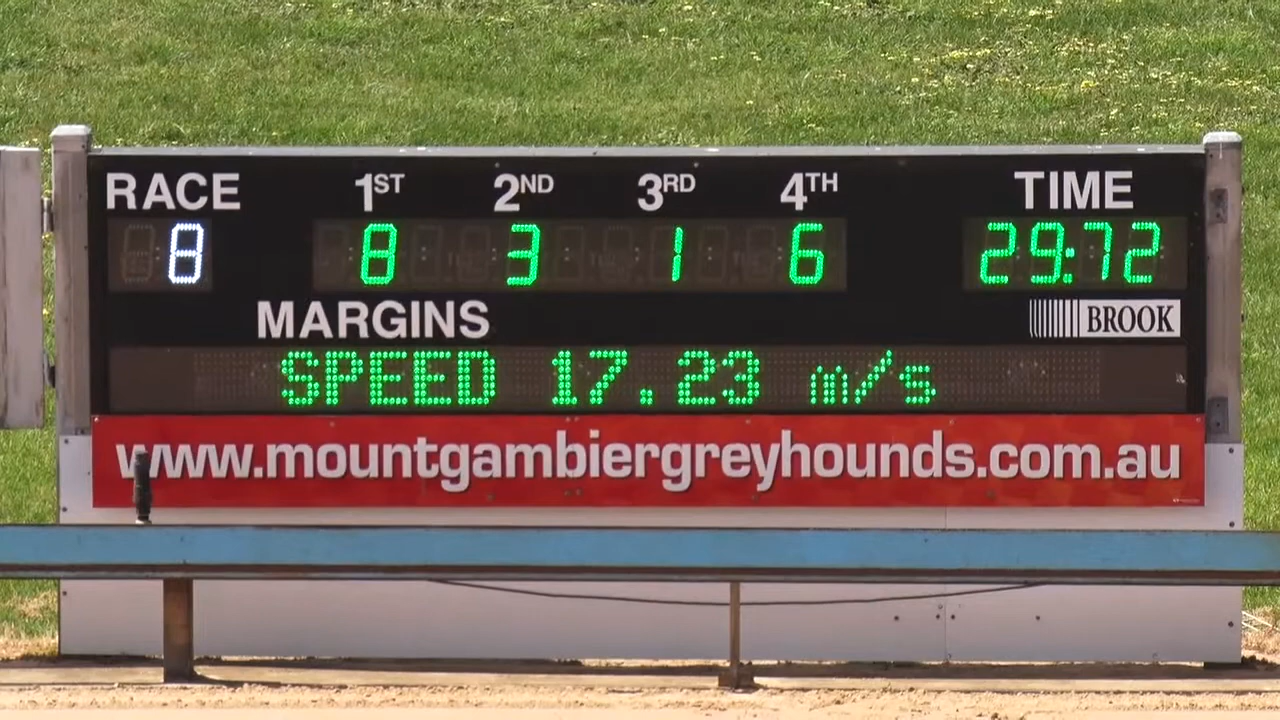 RACE 1ST 2ND 3RD 4TH TIME
8 8 3 1 6 29:72
MARGINS BROOK
SPEED 17.23 m/s
www.mountgambiergreyhounds.com.au